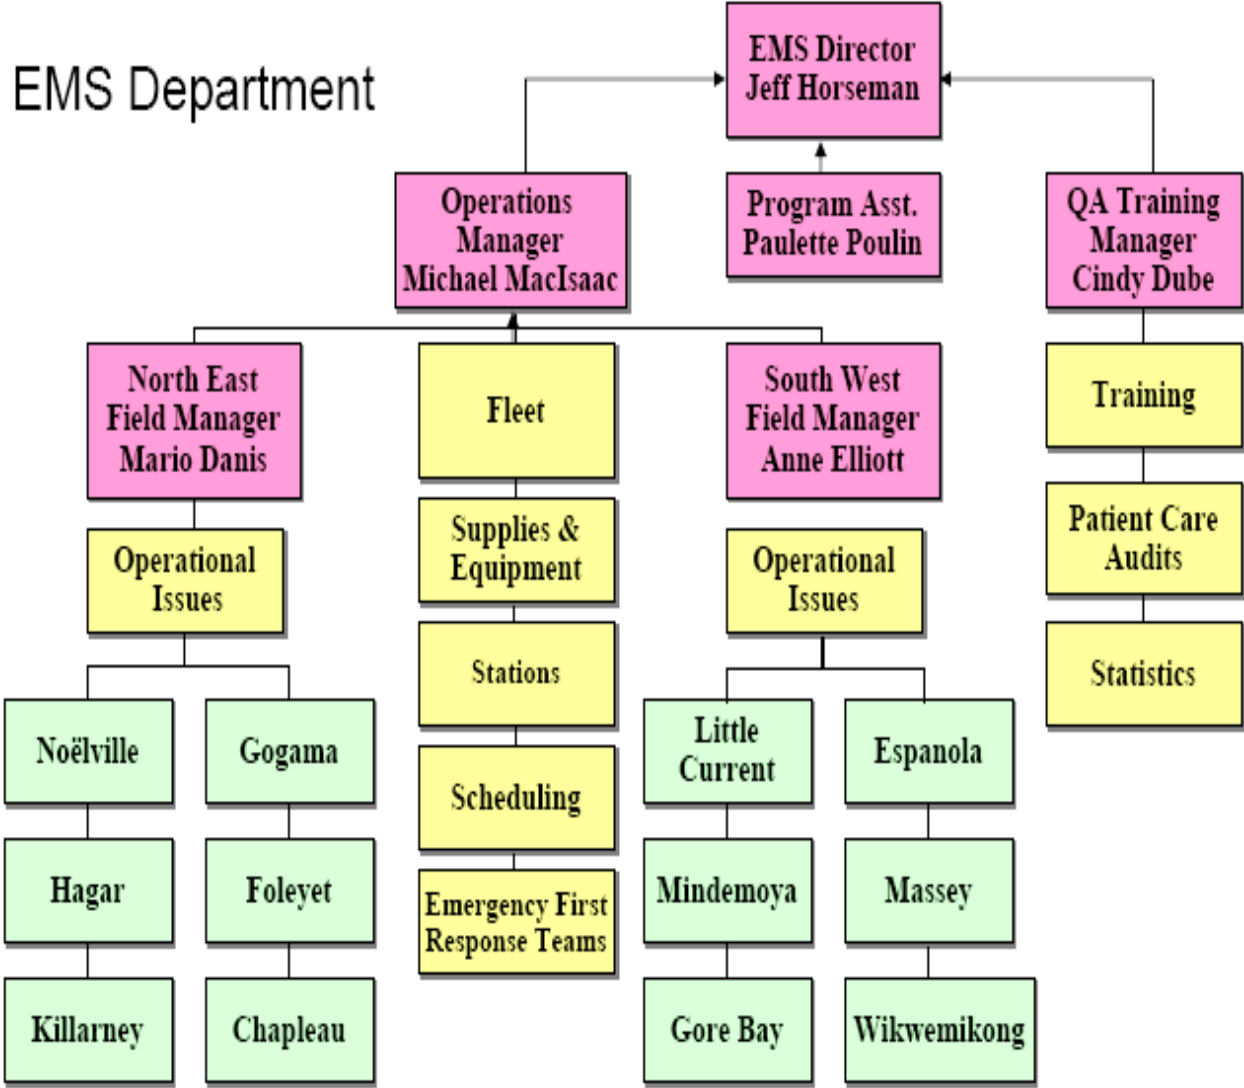 EMS Department
EMS Director
Jeff Horseman
Operations
Manager
Michael MacIsaac
Program Asst.
Paulette Poulin
QA Training
Manager
Cindy Dube
North East
Field Manager
Mario Danis
Fleet
South West
Field Manager
Anne Elliott
Training
Operational
Issues
Supplies &
Equipment
Operational
Issues
Patient Care
Audits
Stations
Statistics
Noëlville
Gogama
Scheduling
Little
Current
Espanola
Hagar
Foleyet
Emergency First
Response Teams
Mindemoya
Massey
Killarney
Chapleau
Gore Bay
Wikwemikong